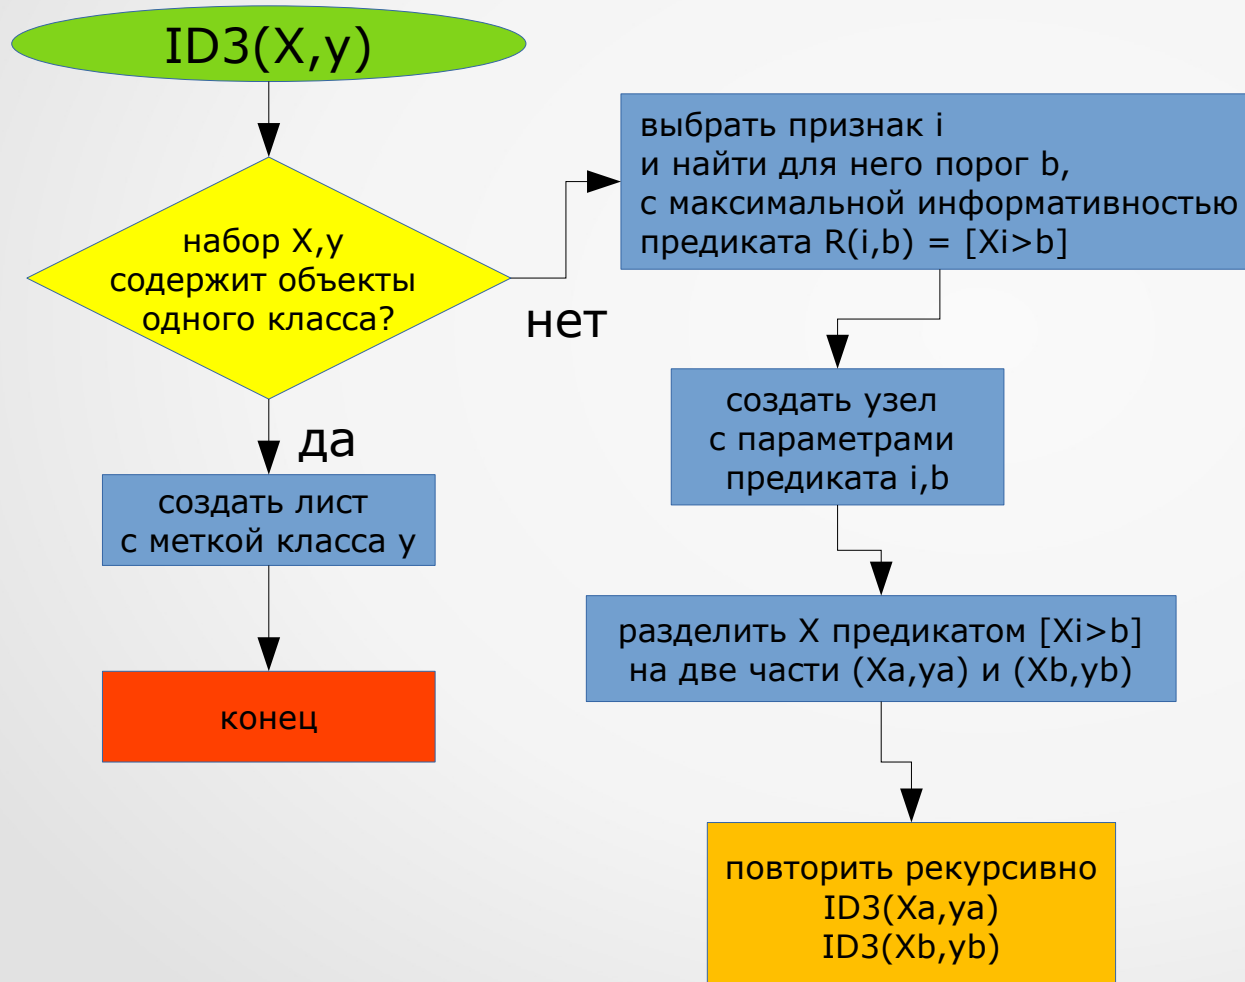 ID3(X,y)
набор X,y
содержит объекты
одного класса?
да
создать лист
с меткой класса y
конец
нет
выбрать признак i
и найти для него порог b,
с максимальной информативностью
предиката R(i,b) = [Xi>b]
создать узел
с параметрами
предиката i,b
разделить X предикатом [Xi>b]
на две части (Xa,ya) и (Xb,yb)
повторить рекурсивно
ID3(Xa,ya)
ID3(Xb,yb)